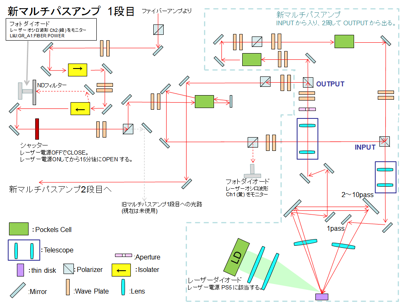 新マルチパスアンプ 1段目
ファイバーアンプより
フォトダイオード
レーザーオシロ波形 Ch2(緑)をモニター
新マルチパスアンプ
INPUTから入り、2周して OUTPUTから出る。
NDフィルター
OUTPUT
シャッター
レーザー電源OFFでCLOSE。
レーザー電源ONしてから15分後にOPENする。
INPUT
フォトダイオード
レーザーオシロ波形
Ch1(黄)をモニター
新マルチパスアンプ2段目へ
旧マルチパスアンプ1段目への光路
(現在は未使用)
2～10pass
1pass
LD
レーザーダイオード
レーザー電源 PS5に該当する。
:Pockels Cell
:Telescope
:Aperture
:thin disk
:Polarizer
:Isolater
:Mirror
:Wave Plate
:Lens